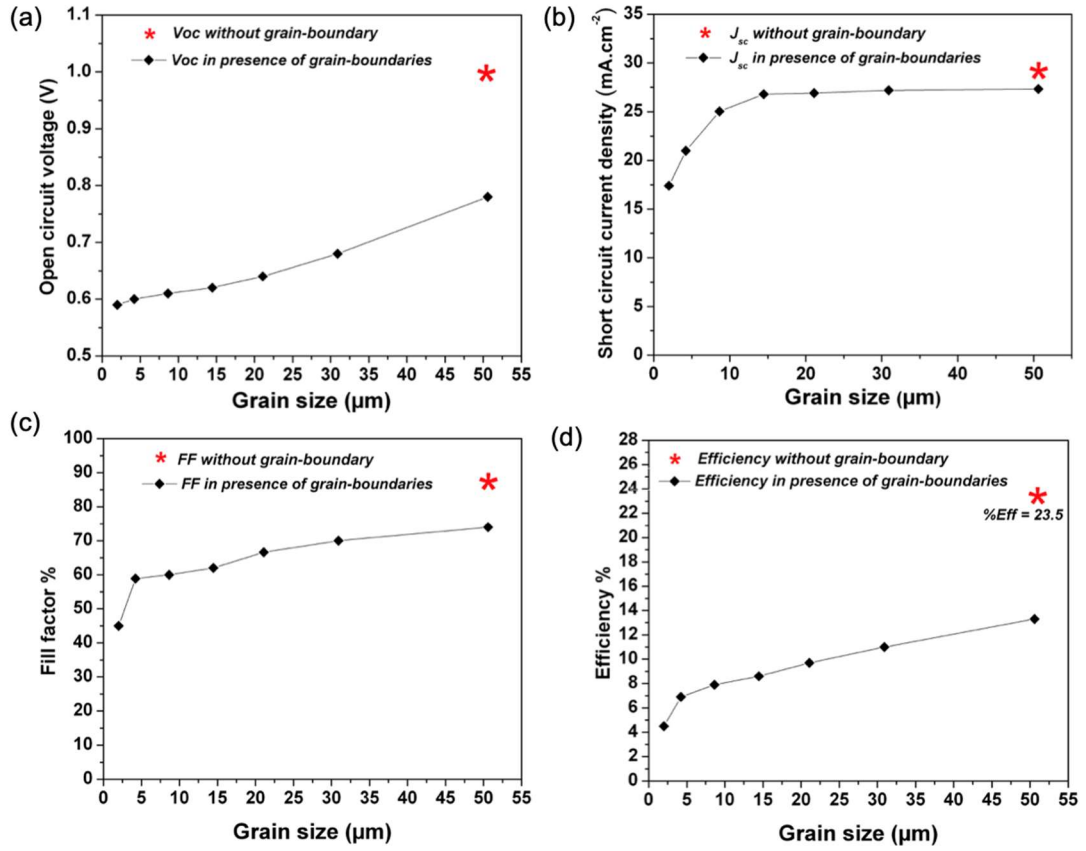 (a)
1.1
1.0
0.9
0.8
0.7
0.6
0.5
Open circuit voltage (V)
Voc without grain-boundary
Voc in presence of grain-boundaries
0 5 10 15 20 25 30 35 40 45 50 55
Grain size (µm)
(b)
35
30
25
20
15
10
5
0
Short circuit current density (mA.cm⁻²)
Jsc without grain-boundary
Jsc in presence of grain-boundaries
0 10 20 30 40 50
Grain size (µm)
(c)
100
90
80
70
60
50
40
30
20
10
0
Fill factor %
FF without grain-boundary
FF in presence of grain-boundaries
0 5 10 15 20 25 30 35 40 45 50 55
Grain size (µm)
(d)
28
26
24
22
20
18
16
14
12
10
8
6
4
2
0
Efficiency %
Efficiency without grain-boundary
Efficiency in presence of grain-boundaries
%Eff = 23.5
0 5 10 15 20 25 30 35 40 45 50 55
Grain size (µm)